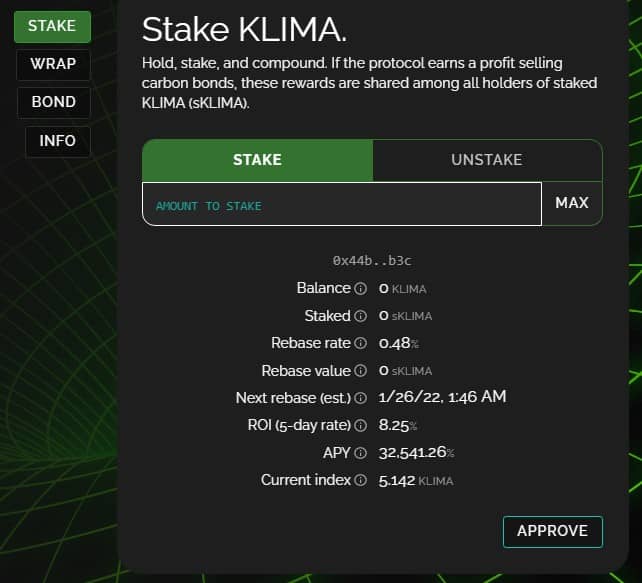 STAKE
WRAP
BOND
INFO
Stake KLIMA.
Hold, stake, and compound. If the protocol earns a profit selling
carbon bonds, these rewards are shared among all holders of staked
KLIMA (sKLIMA).
STAKE UNSTAKE
AMOUNT TO STAKE MAX
0x44b..b3c
Balance 0 KLIMA
Staked 0 sKLIMA
Rebase rate 0.48%
Rebase value 0 sKLIMA
Next rebase (est.) 1/26/22, 1:46 AM
ROI (5-day rate) 8.25%
APY 32,541.26%
Current index 5.142 KLIMA
APPROVE